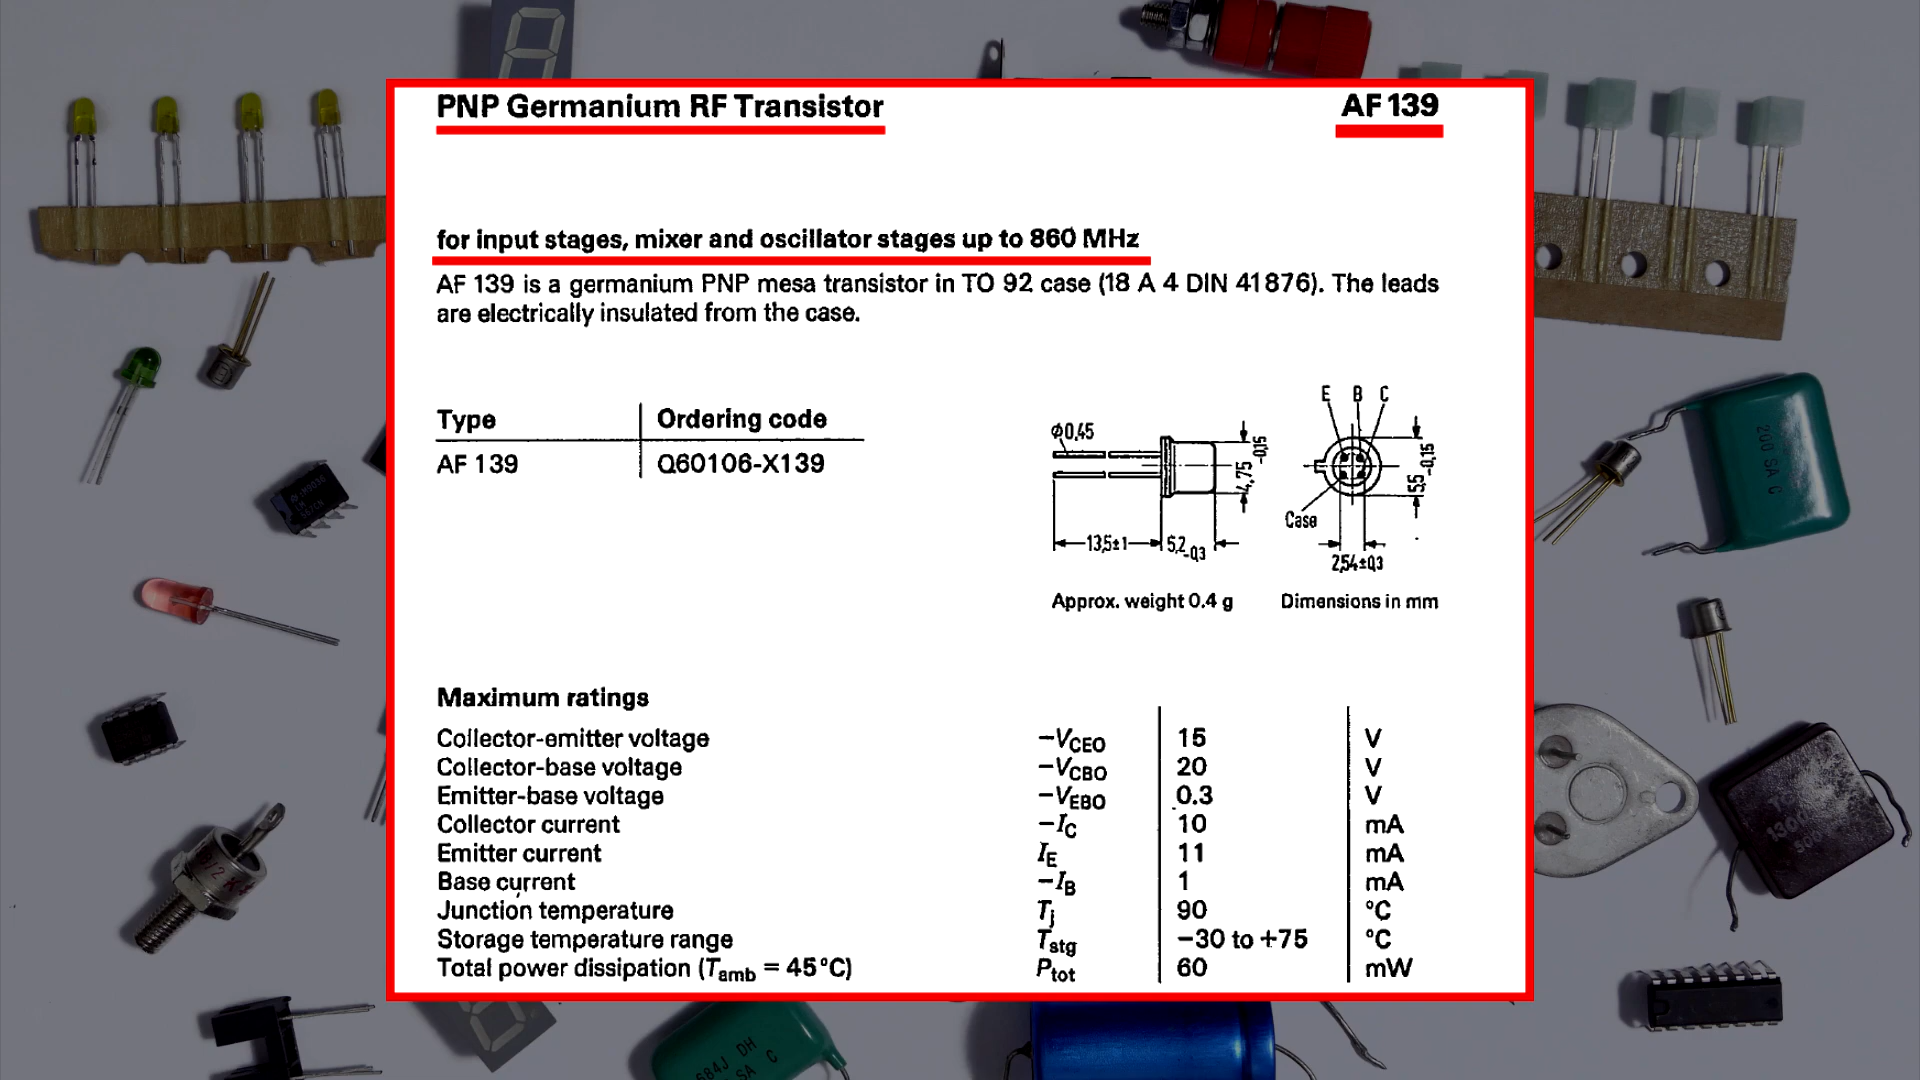 PNP Germanium RF Transistor AF 139
for input stages, mixer and oscillator stages up to 860 MHz
AF 139 is a germanium PNP mesa transistor in TO 92 case (18 A 4 DIN 41876). The leads
are electrically insulated from the case.
E B C
Type Ordering code
AF 139 Q60106-X139
Φ0,45
4,75 -0,15
5,5 -0,15
Case
13,5±1 5,2 -0,3
2,54±0,3
Approx. weight 0.4 g Dimensions in mm
Maximum ratings
Collector-emitter voltage −VCEO 15 V
Collector-base voltage −VCBO 20 V
Emitter-base voltage −VEBO 0.3 V
Collector current −IC 10 mA
Emitter current IE 11 mA
Base current −IB 1 mA
Junction temperature Tj 90 °C
Storage temperature range Tstg −30 to +75 °C
Total power dissipation (Tamb = 45°C) Ptot 60 mW
200 SA C
684J DH
SA C